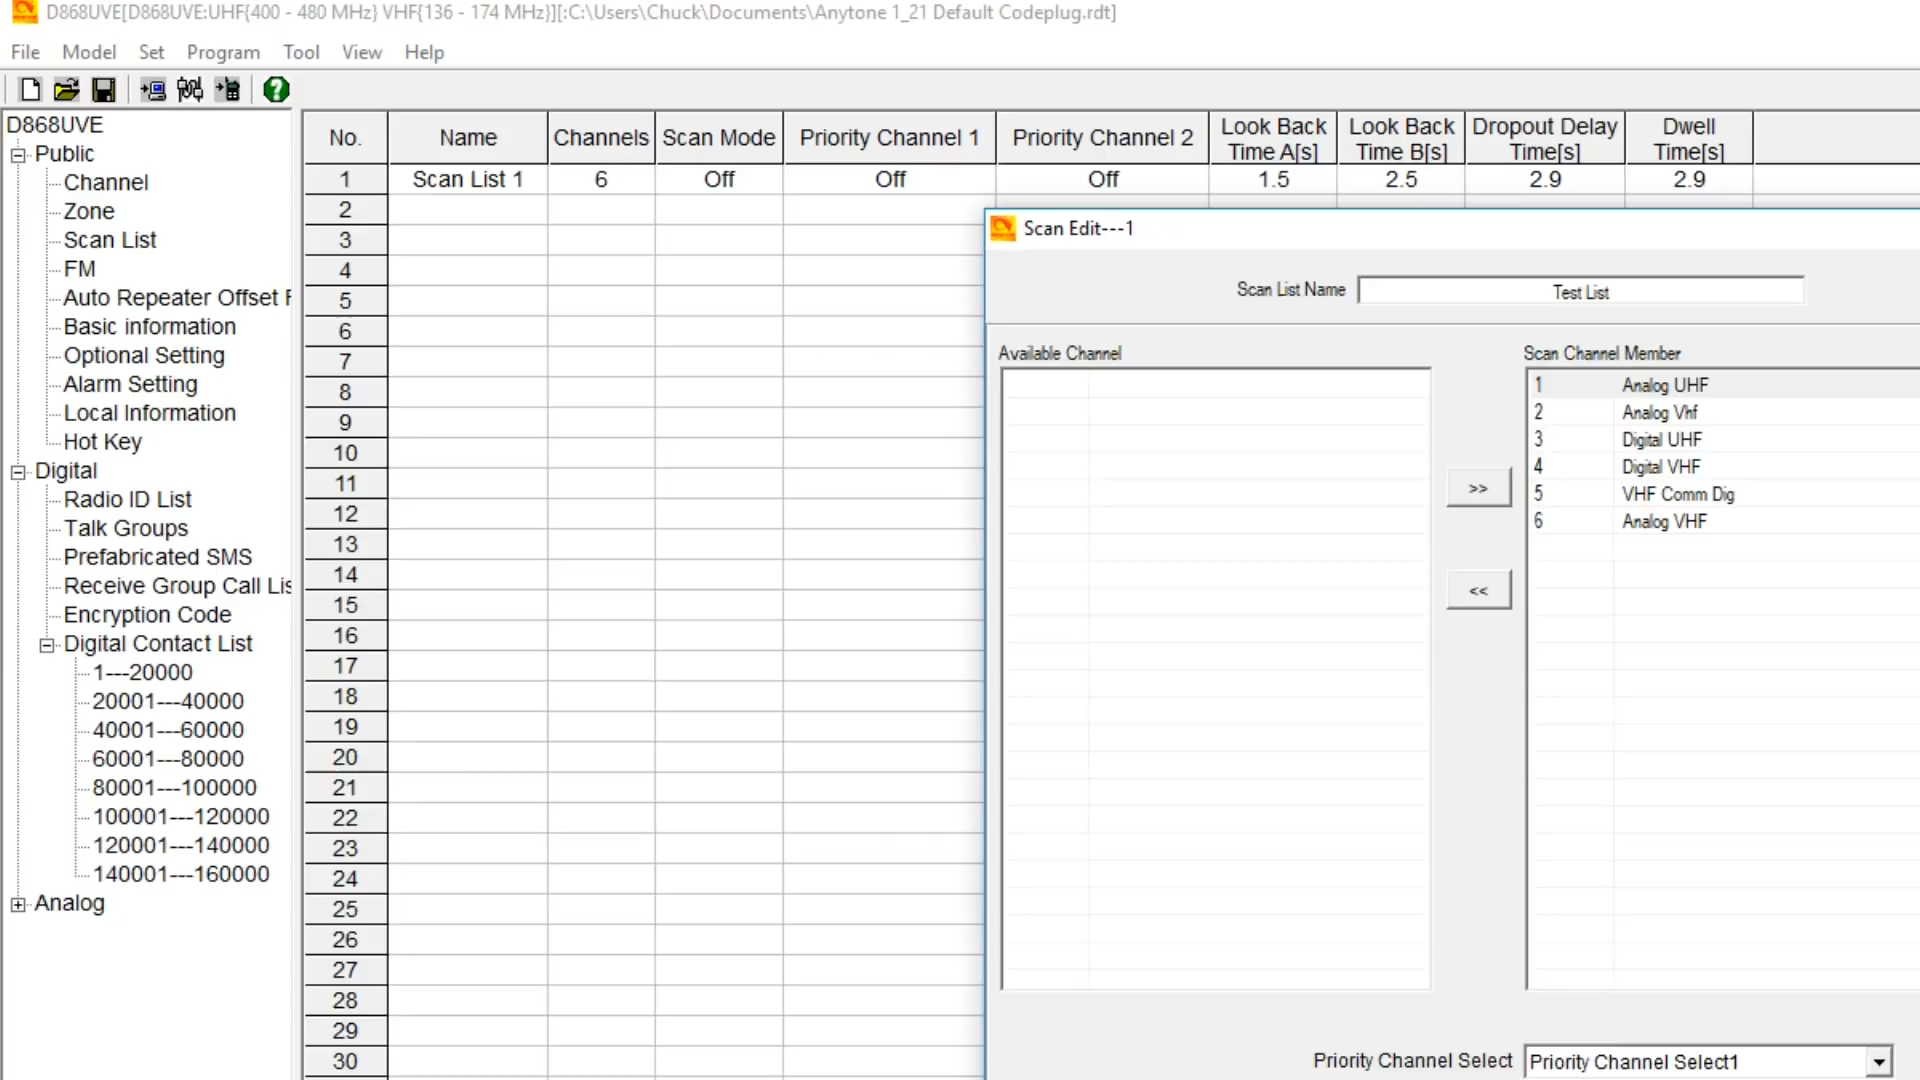 D868UVE[D868UVE:UHF{400 - 480 MHz} VHF{136 - 174 MHz}][:C:\Users\Chuck\Documents\Anytone 1_21 Default Codeplug.rdt]
File Model Set Program Tool View Help
D868UVE
Public
Channel
Zone
Scan List
FM
Auto Repeater Offset F
Basic information
Optional Setting
Alarm Setting
Local Information
Hot Key
Digital
Radio ID List
Talk Groups
Prefabricated SMS
Receive Group Call Lis
Encryption Code
Digital Contact List
1---20000
20001---40000
40001---60000
60001---80000
80001---100000
100001---120000
120001---140000
140001---160000
Analog
No. Name Channels Scan Mode Priority Channel 1 Priority Channel 2 Look Back Time A[s] Look Back Time B[s] Dropout Delay Time[s] Dwell Time[s]
1 Scan List 1 6 Off Off Off 1.5 2.5 2.9 2.9
2
3
4
5
6
7
8
9
10
11
12
13
14
15
16
17
18
19
20
21
22
23
24
25
26
27
28
29
30
Scan Edit---1
Scan List Name Test List
Available Channel
>>
<<
Scan Channel Member
1 Analog UHF
2 Analog Vhf
3 Digital UHF
4 Digital VHF
5 VHF Comm Dig
6 Analog VHF
Priority Channel Select Priority Channel Select1